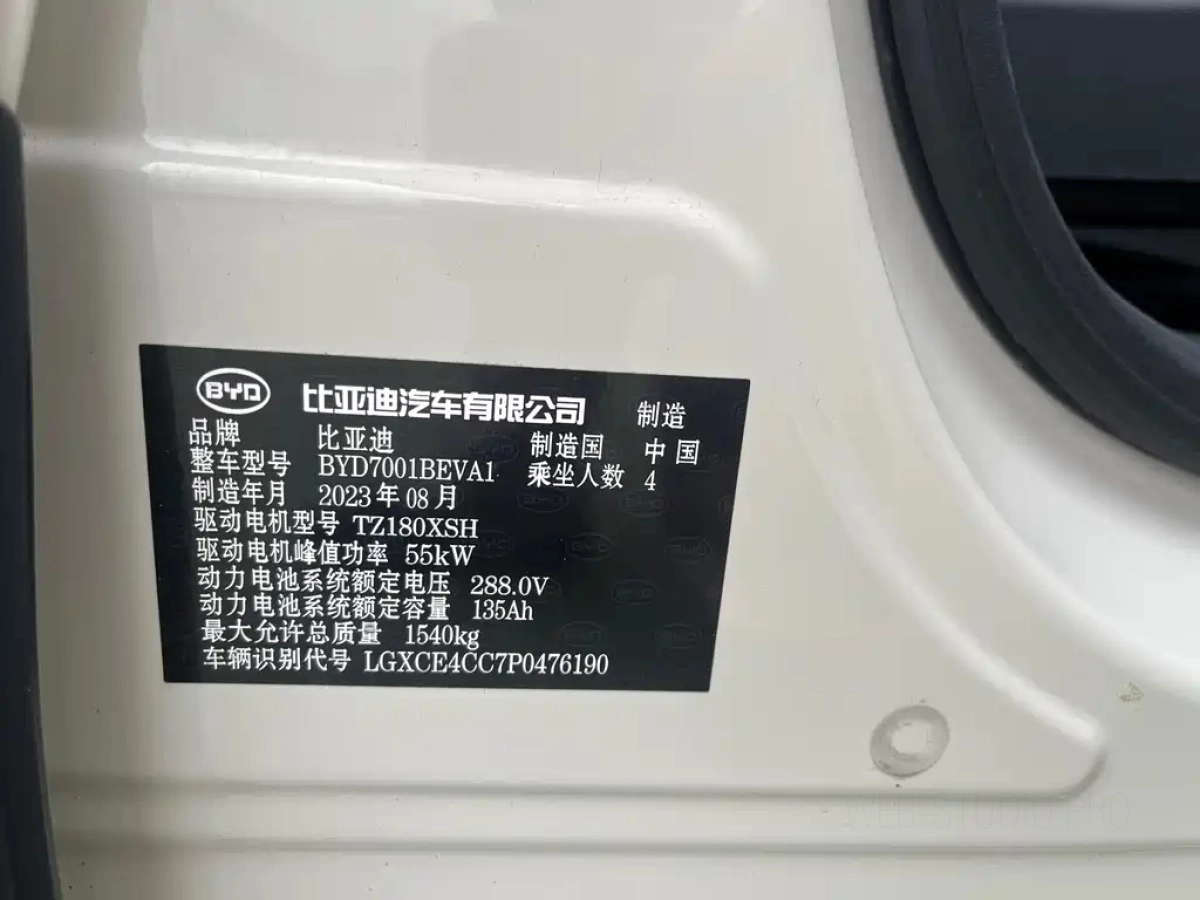 BYD 比亚迪汽车有限公司 制造
品牌 比亚迪 制造国 中国
整车型号 BYD7001BEVA1 乘坐人数 4
制造年月 2023年08月
驱动电机型号 TZ180XSH
驱动电机峰值功率 55kW
动力电池系统额定电压 288.0V
动力电池系统额定容量 135Ah
最大允许总质量 1540kg
车辆识别代号 LGXCE4CC7P0476190